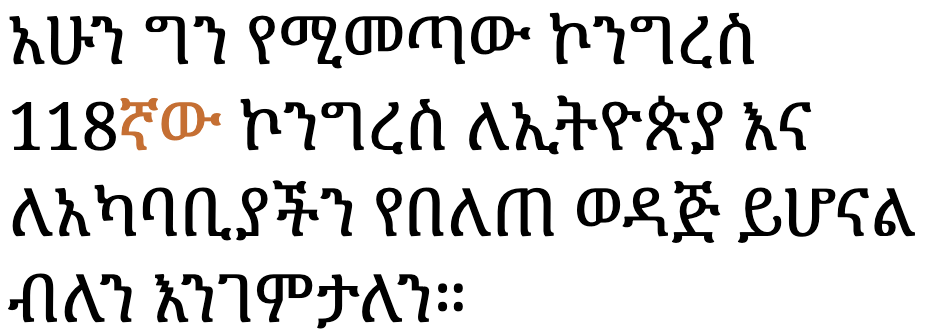 አሁን ግን የሚመጣው ኮንግረስ
118ኛው ኮንግረስ ለኢትዮጵያ እና
ለአካባቢያችን የበለጠ ወዳጅ ይሆናል
ብለን እንገምታለን።